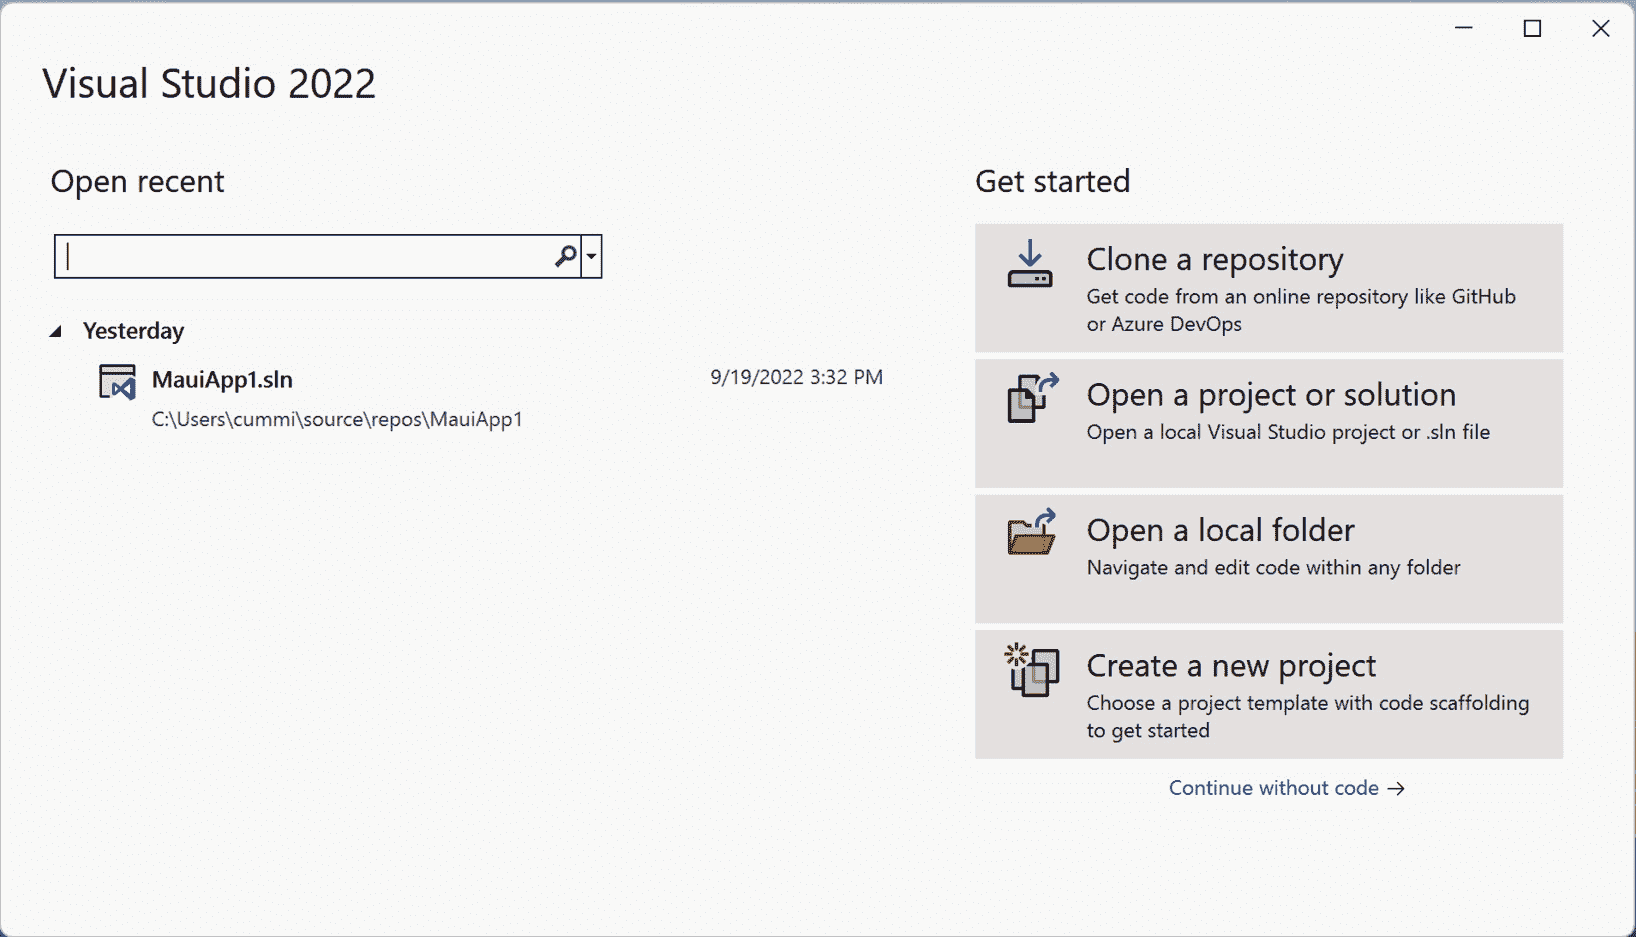 Visual Studio 2022
Open recent
Yesterday
MauiApp1.sln
9/19/2022 3:32 PM
C:\Users\cummi\source\repos\MauiApp1
Get started
Clone a repository
Get code from an online repository like GitHub
or Azure DevOps
Open a project or solution
Open a local Visual Studio project or .sln file
Open a local folder
Navigate and edit code within any folder
Create a new project
Choose a project template with code scaffolding
to get started
Continue without code →